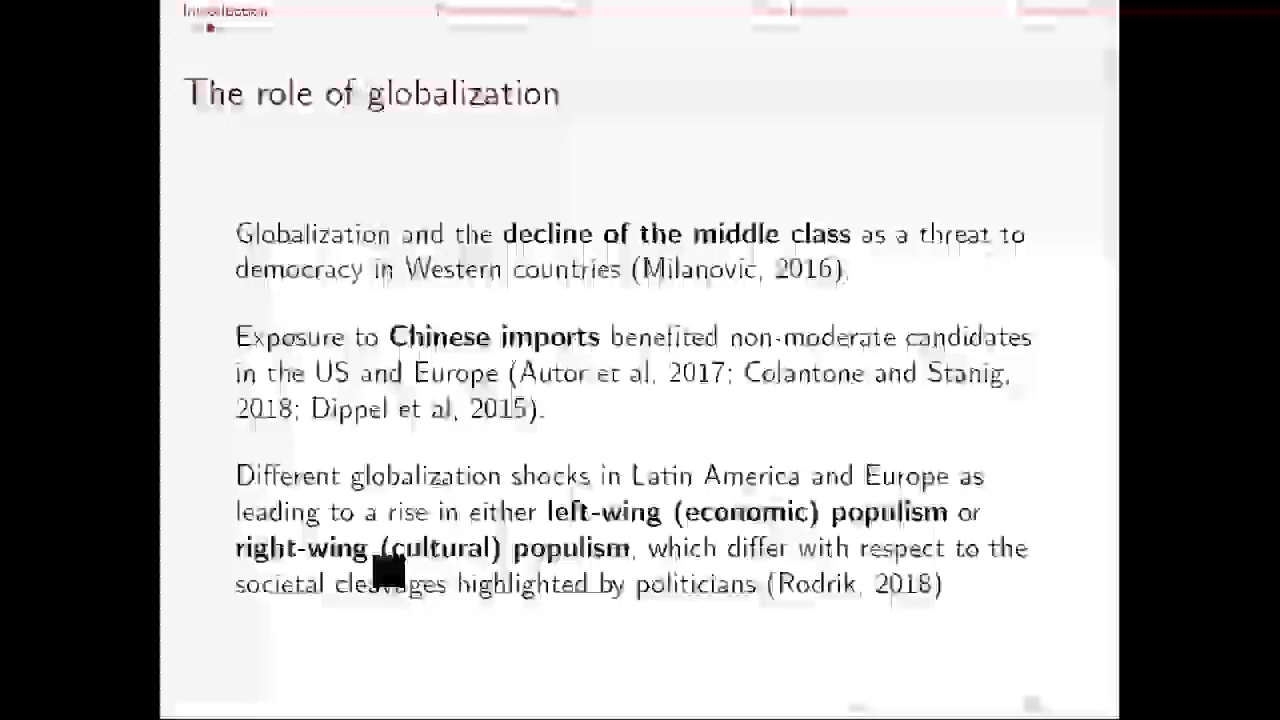 Introduction
The role of globalization
Globalization and the decline of the middle class as a threat to
democracy in Western countries (Milanovic, 2016).
Exposure to Chinese imports benefited non-moderate candidates
in the US and Europe (Autor et al, 2017; Colantone and Stanig,
2018; Dippel et al, 2015).
Different globalization shocks in Latin America and Europe as
leading to a rise in either left-wing (economic) populism or
right-wing (cultural) populism, which differ with respect to the
societal cleavages highlighted by politicians (Rodrik, 2018)